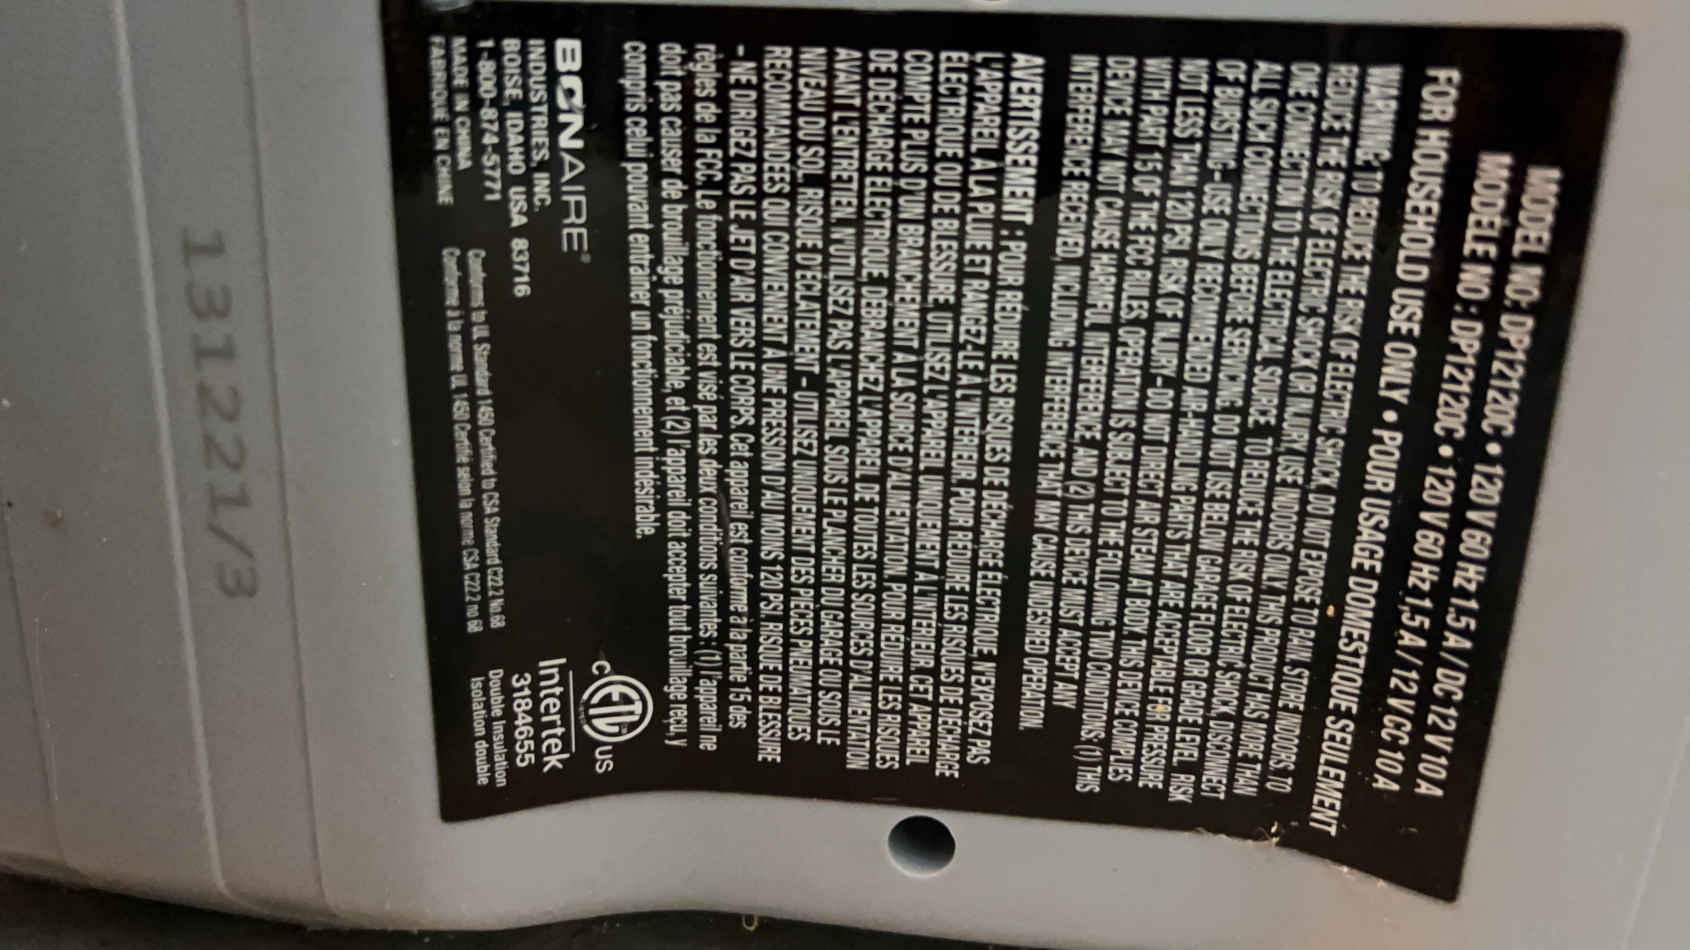 MODEL NO: DP1212DC • 120 V 60 Hz 1.5 A / DC 12 V 10 A
MODÈLE NO : DP1212DC • 120 V 60 Hz 1,5 A / 12 V CC 10 A
FOR HOUSEHOLD USE ONLY • POUR USAGE DOMESTIQUE SEULEMENT
WARNING: TO REDUCE THE RISK OF ELECTRIC SHOCK, DO NOT EXPOSE TO RAIN, STORE INDOORS. TO
REDUCE THE RISK OF ELECTRIC SHOCK OR INJURY, USE INDOORS ONLY. THIS PRODUCT HAS MORE THAN
ONE CONNECTION TO THE ELECTRICAL SOURCE. TO REDUCE THE RISK OF ELECTRIC SHOCK, DISCONNECT
ALL SUCH CONNECTIONS BEFORE SERVICING. DO NOT USE BELOW GARAGE FLOOR OR GRADE LEVEL. RISK
OF BURSTING - USE ONLY RECOMMENDED AIR-HANDLING PARTS THAT ARE ACCEPTABLE FOR PRESSURE
NOT LESS THAN 120 PSI. RISK OF INJURY - DO NOT DIRECT AIR STEAM AT BODY. THIS DEVICE COMPLIES
WITH PART 15 OF THE FCC RULES. OPERATION IS SUBJECT TO THE FOLLOWING TWO CONDITIONS: (1) THIS
DEVICE MAY NOT CAUSE HARMFUL INTERFERENCE, AND (2) THIS DEVICE MUST ACCEPT ANY
INTERFERENCE RECEIVED, INCLUDING INTERFERENCE THAT MAY CAUSE UNDESIRED OPERATION.
AVERTISSEMENT : POUR RÉDUIRE LES RISQUES DE DÉCHARGE ÉLECTRIQUE, N'EXPOSEZ PAS
L'APPAREIL À LA PLUIE ET RANGEZ-LE À L'INTÉRIEUR. POUR RÉDUIRE LES RISQUES DE DÉCHARGE
ÉLECTRIQUE OU DE BLESSURE, UTILISEZ L'APPAREIL UNIQUEMENT À L'INTÉRIEUR. CET APPAREIL
COMPTE PLUS D'UN BRANCHEMENT À LA SOURCE D'ALIMENTATION. POUR RÉDUIRE LES RISQUES
DE DÉCHARGE ÉLECTRIQUE, DÉBRANCHEZ L'APPAREIL DE TOUTES LES SOURCES D'ALIMENTATION
AVANT L'ENTRETIEN. N'UTILISEZ PAS L'APPAREIL SOUS LE PLANCHER DU GARAGE OU SOUS LE
NIVEAU DU SOL. RISQUE D'ÉCLATEMENT – UTILISEZ UNIQUEMENT DES PIÈCES PNEUMATIQUES
RECOMMANDÉES QUI CONVIENNENT À UNE PRESSION D'AU MOINS 120 PSI. RISQUE DE BLESSURE
- NE DIRIGEZ PAS LE JET D'AIR VERS LE CORPS. Cet appareil est conforme à la partie 15 des
règles de la FCC. Le fonctionnement est visé par les deux conditions suivantes : (1) l'appareil ne
doit pas causer de brouillage préjudiciable, et (2) l'appareil doit accepter tout brouillage reçu, y
compris celui pouvant entraîner un fonctionnement indésirable.
BONAIRE®
INDUSTRIES, INC.
BOISE, IDAHO USA 83716
1-800-874-5771
MADE IN CHINA
FABRIQUÉ EN CHINE
Conforms to UL Standard 1450 Certified to CSA Standard C22.2 No.68
Conforme à la norme UL 1450 Certifié selon la norme CSA C22.2 no 68
C ETL US
Intertek
3184655
Double Insulation
Isolation double
131221/3